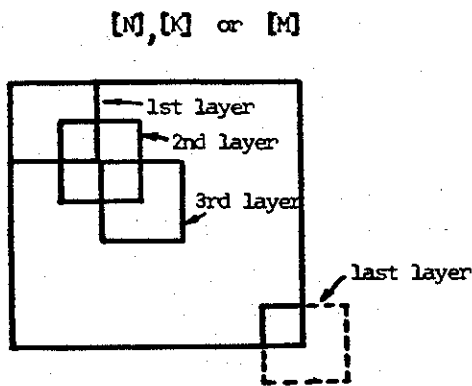 [N],[K] or [M]
1st layer
2nd layer
3rd layer
last layer